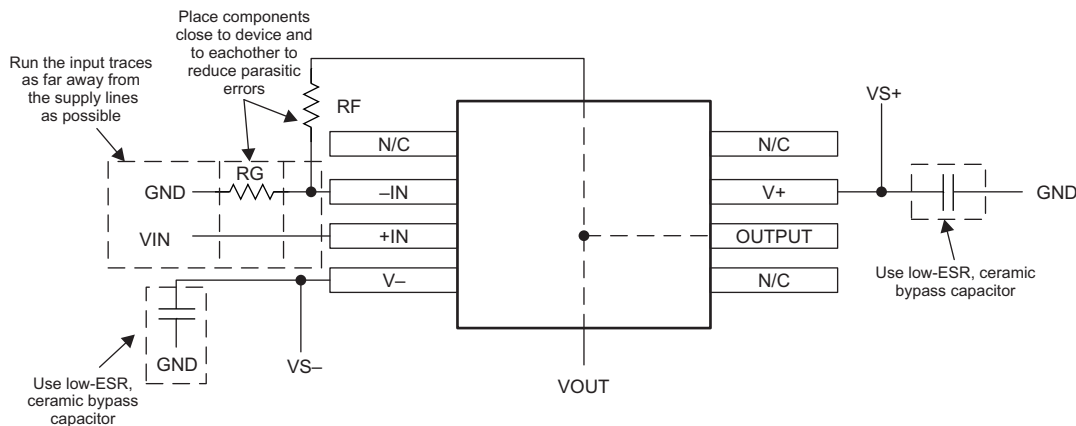 Place components
close to device and
to eachother to
reduce parasitic
errors
Run the input traces
as far away from
the supply lines
as possible
RF
VS+
N/C
N/C
RG
GND
–IN
V+
GND
VIN
+IN
OUTPUT
V–
N/C
Use low-ESR, ceramic
bypass capacitor
GND
VS–
VOUT
Use low-ESR,
ceramic bypass
capacitor